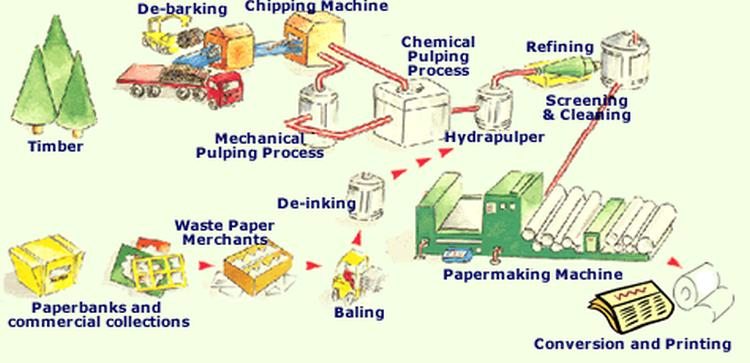 De-barking
Chipping Machine
Chemical
Pulping
Process
Refining
Screening
& Cleaning
Timber
Mechanical
Pulping Process
Hydrapulper
De-inking
Waste Paper
Merchants
Papermaking Machine
Paperbanks and
commercial collections
Baling
Conversion and Printing